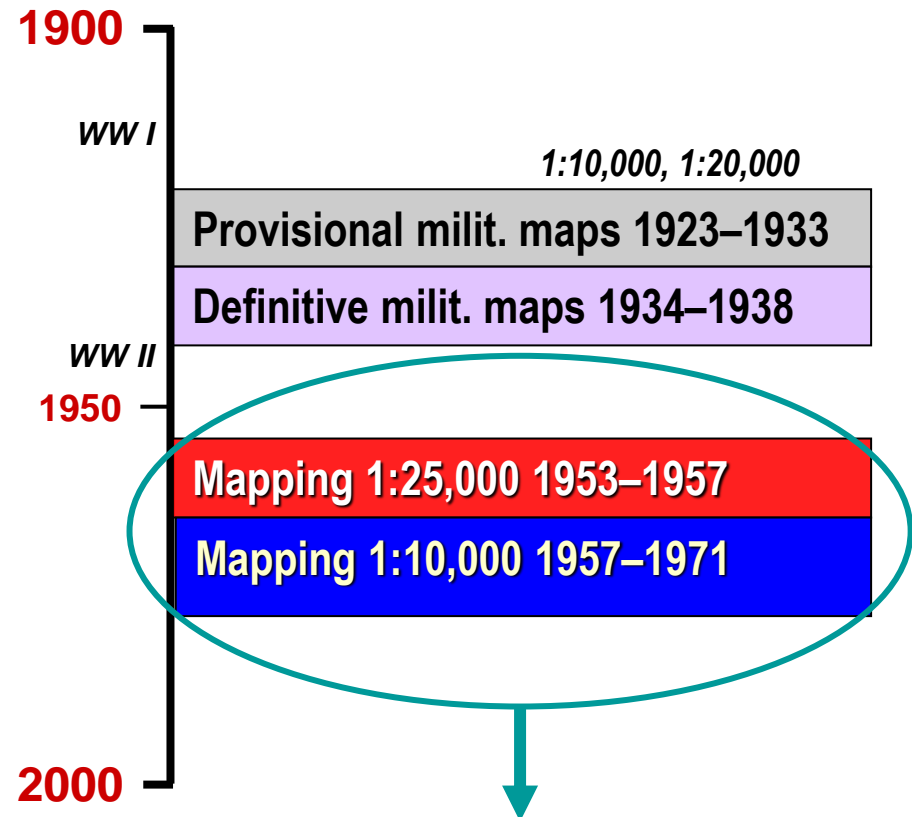 1900
WW I
1:10,000, 1:20,000
Provisional milit. maps 1923–1933
Definitive milit. maps 1934–1938
WW II
1950
Mapping 1:25,000 1953–1957
Mapping 1:10,000 1957–1971
2000